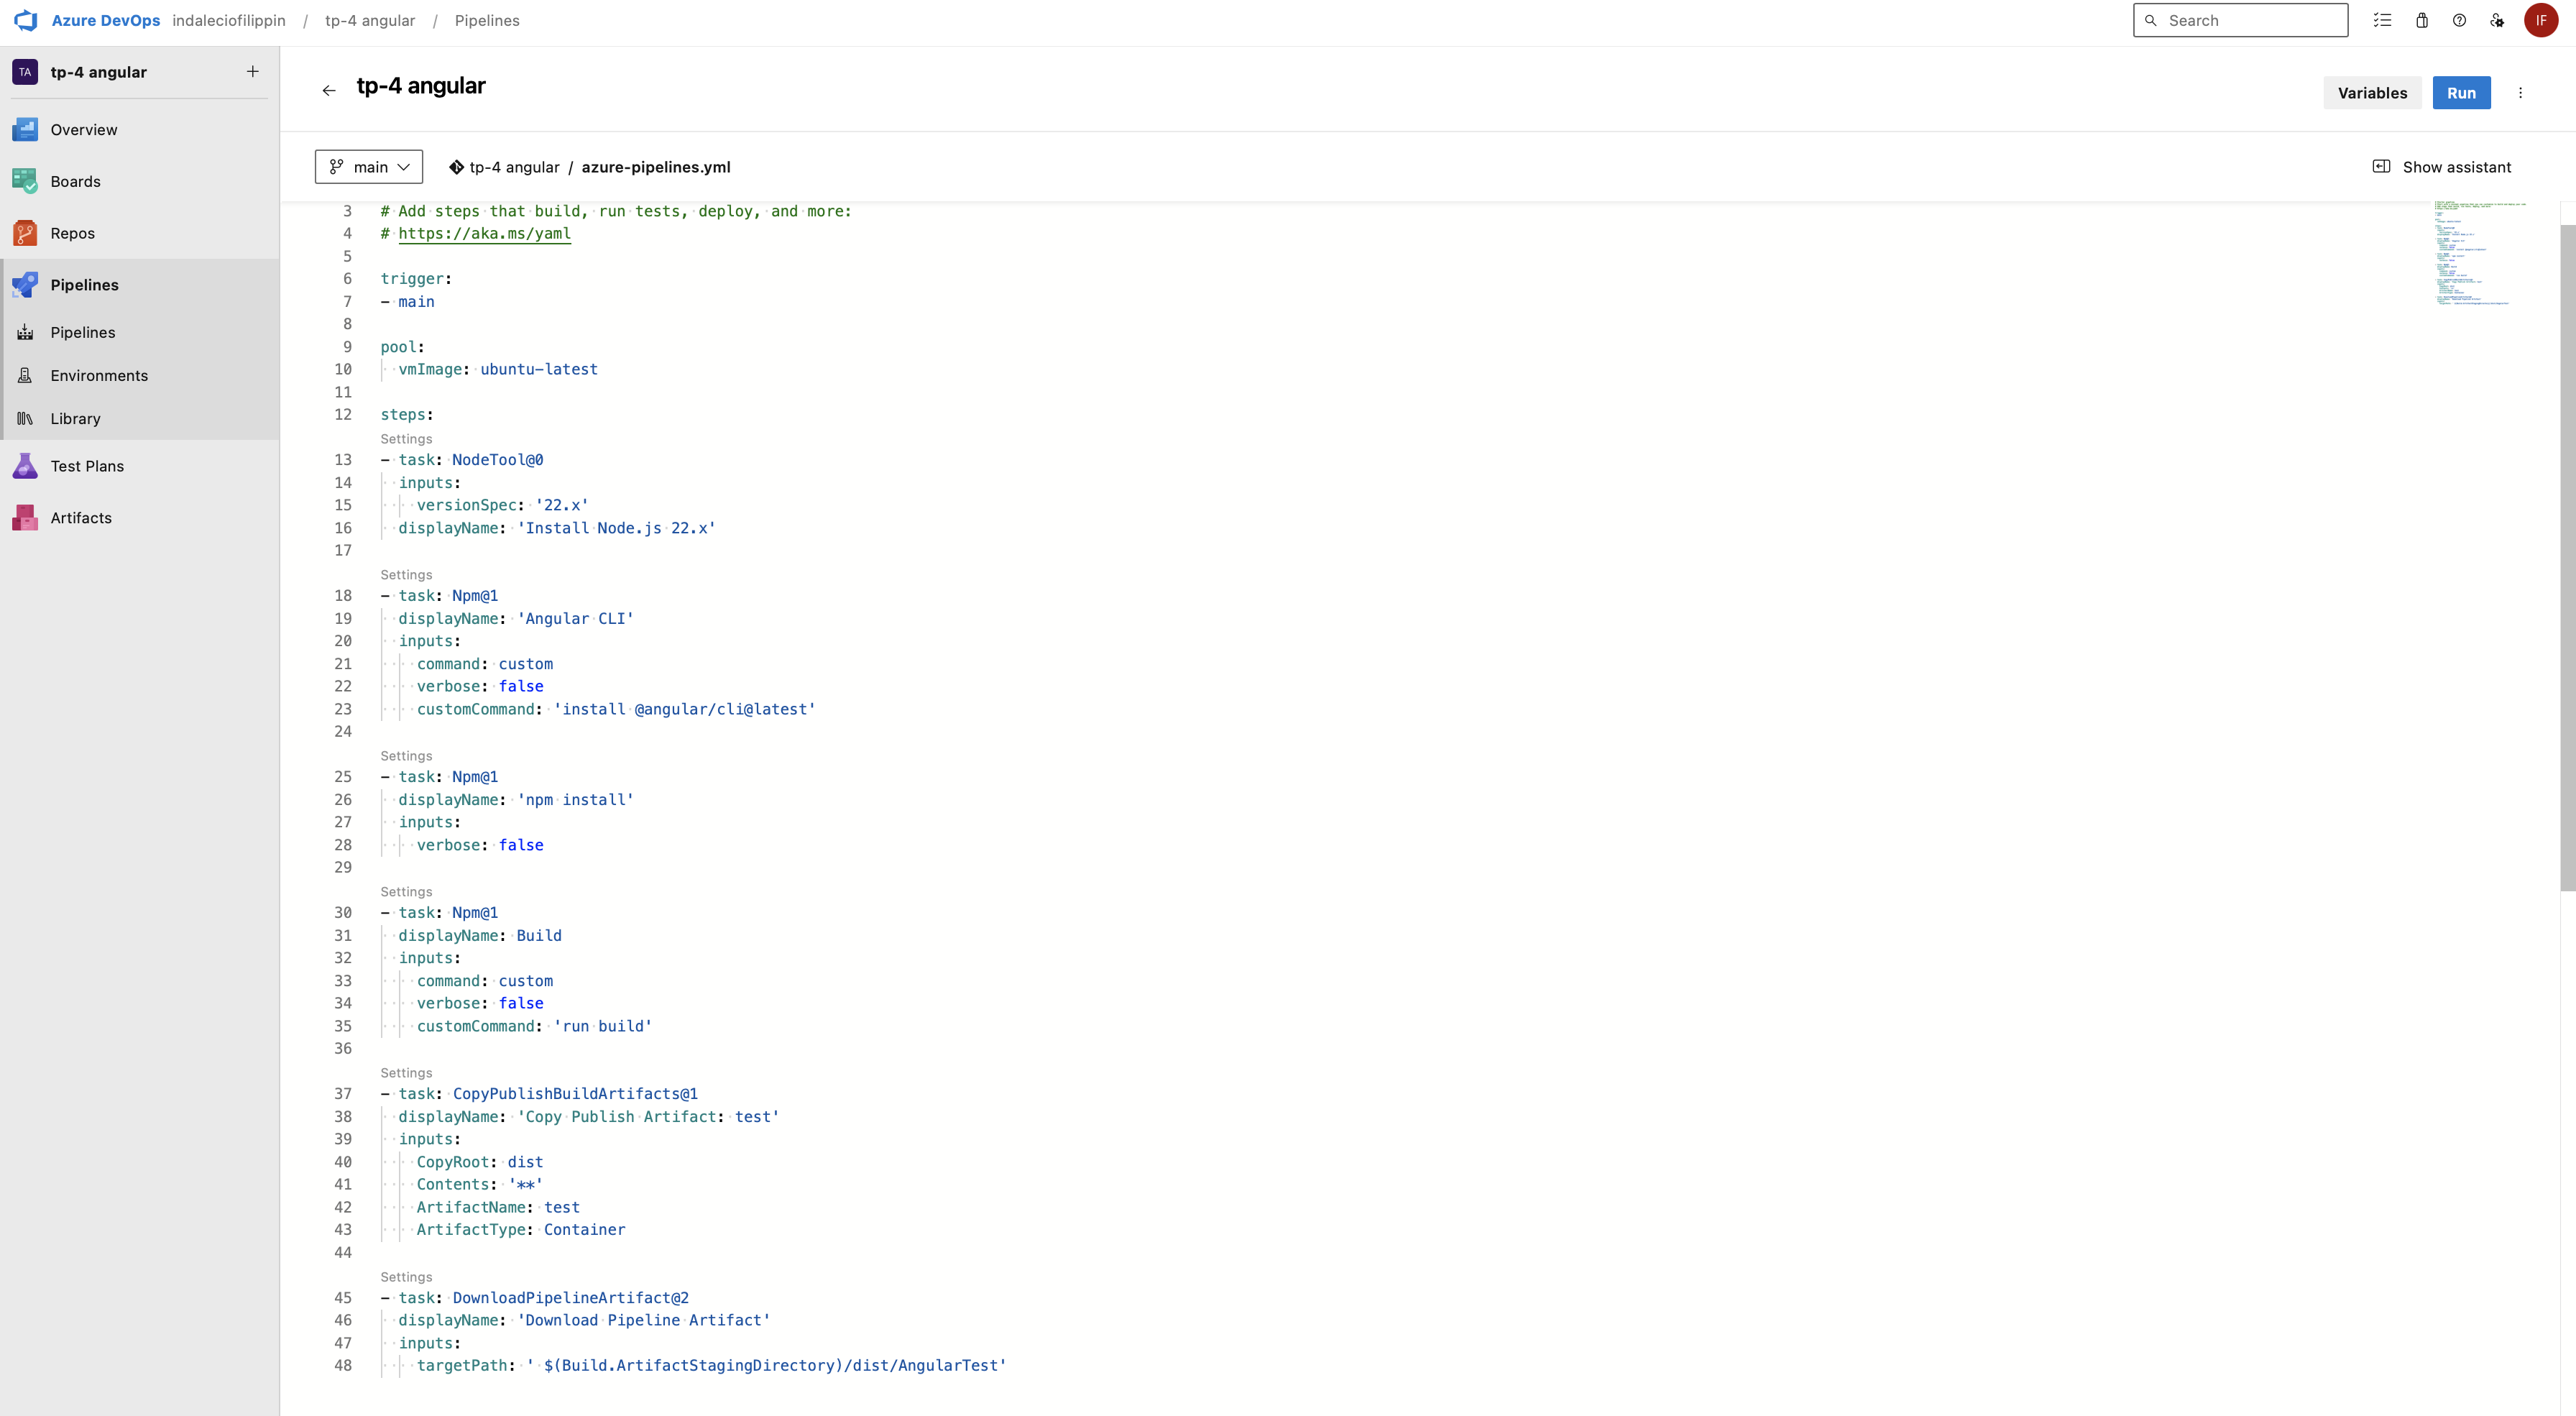 Azure DevOps indaleciofilippin / tp-4 angular / Pipelines
Search
IF
TA tp-4 angular
Overview
Boards
Repos
Pipelines
Pipelines
Environments
Library
Test Plans
Artifacts
tp-4 angular
Variables
Run
main
tp-4 angular / azure-pipelines.yml
Show assistant
3 # Add steps that build, run tests, deploy, and more:
4 # https://aka.ms/yaml
5
6 trigger:
7 - main
8
9 pool:
10 vmImage: ubuntu-latest
11
12 steps:
Settings
13 - task: NodeTool@0
14 inputs:
15 versionSpec: '22.x'
16 displayName: 'Install Node.js 22.x'
17
Settings
18 - task: Npm@1
19 displayName: 'Angular CLI'
20 inputs:
21 command: custom
22 verbose: false
23 customCommand: 'install @angular/cli@latest'
24
Settings
25 - task: Npm@1
26 displayName: 'npm install'
27 inputs:
28 verbose: false
29
Settings
30 - task: Npm@1
31 displayName: Build
32 inputs:
33 command: custom
34 verbose: false
35 customCommand: 'run build'
36
Settings
37 - task: CopyPublishBuildArtifacts@1
38 displayName: 'Copy Publish Artifact: test'
39 inputs:
40 CopyRoot: dist
41 Contents: '**'
42 ArtifactName: test
43 ArtifactType: Container
44
Settings
45 - task: DownloadPipelineArtifact@2
46 displayName: 'Download Pipeline Artifact'
47 inputs:
48 targetPath: ' $(Build.ArtifactStagingDirectory)/dist/AngularTest'